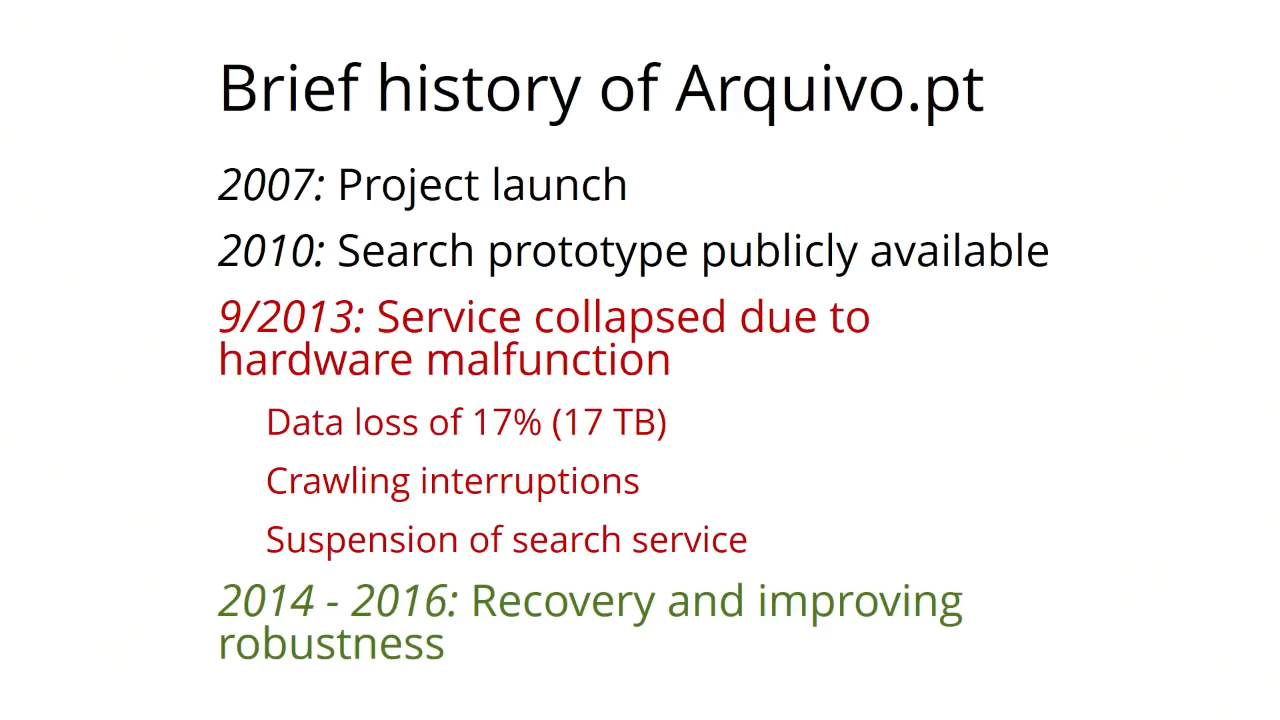 Brief history of Arquivo.pt
2007: Project launch
2010: Search prototype publicly available
9/2013: Service collapsed due to
hardware malfunction
Data loss of 17% (17 TB)
Crawling interruptions
Suspension of search service
2014 - 2016: Recovery and improving
robustness